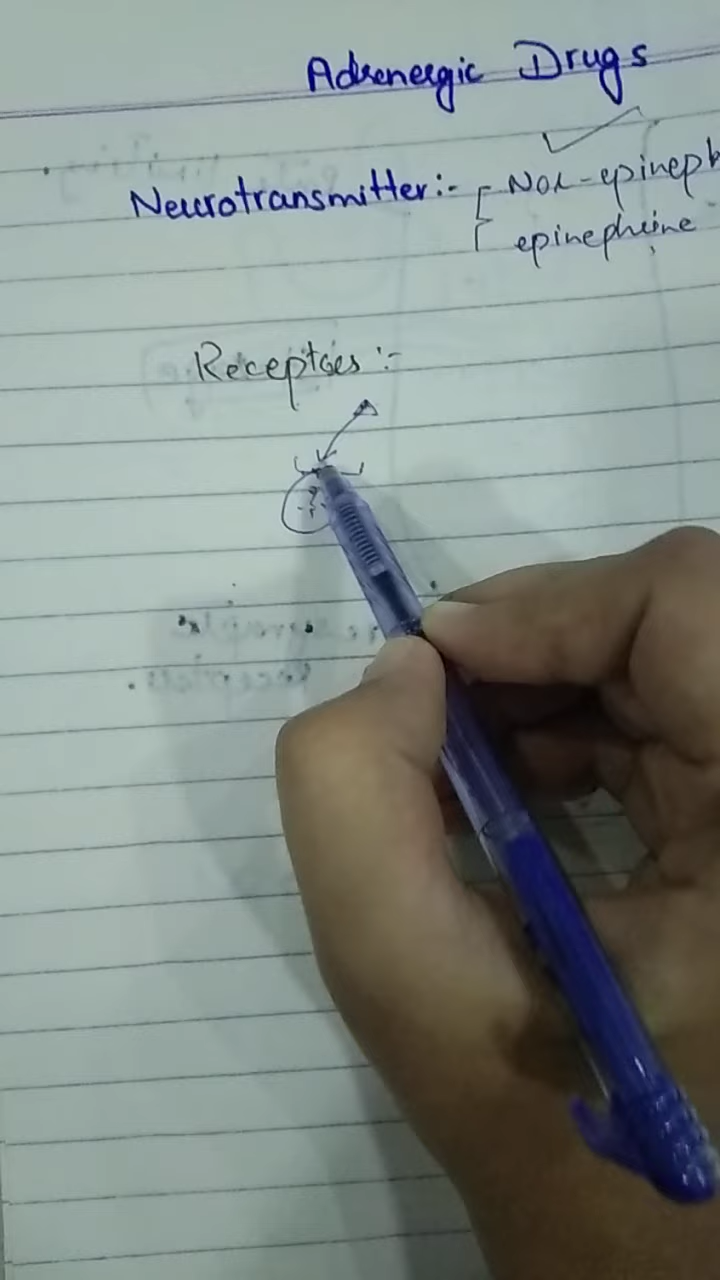 Adrenergic Drugs
Neurotransmitter:- Nor-epineph
epinephrine
Receptors :-